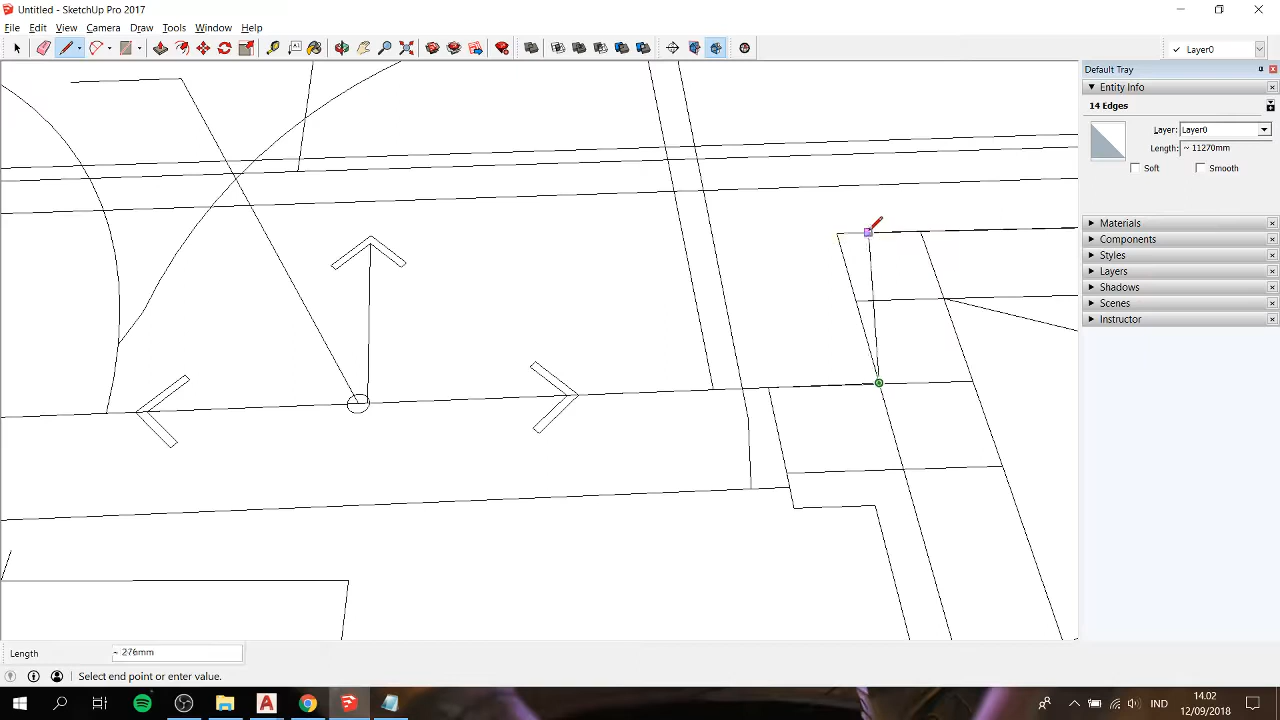 Untitled - SketchUp Pro 2017
File Edit View Camera Draw Tools Window Help
Layer0
Default Tray
Entity Info
14 Edges
Layer: Layer0
Length: ~ 11270mm
Soft Smooth
Materials
Components
Styles
Layers
Shadows
Scenes
Instructor
Length ~ 276mm
Select end point or enter value.
IND
14.02
12/09/2018